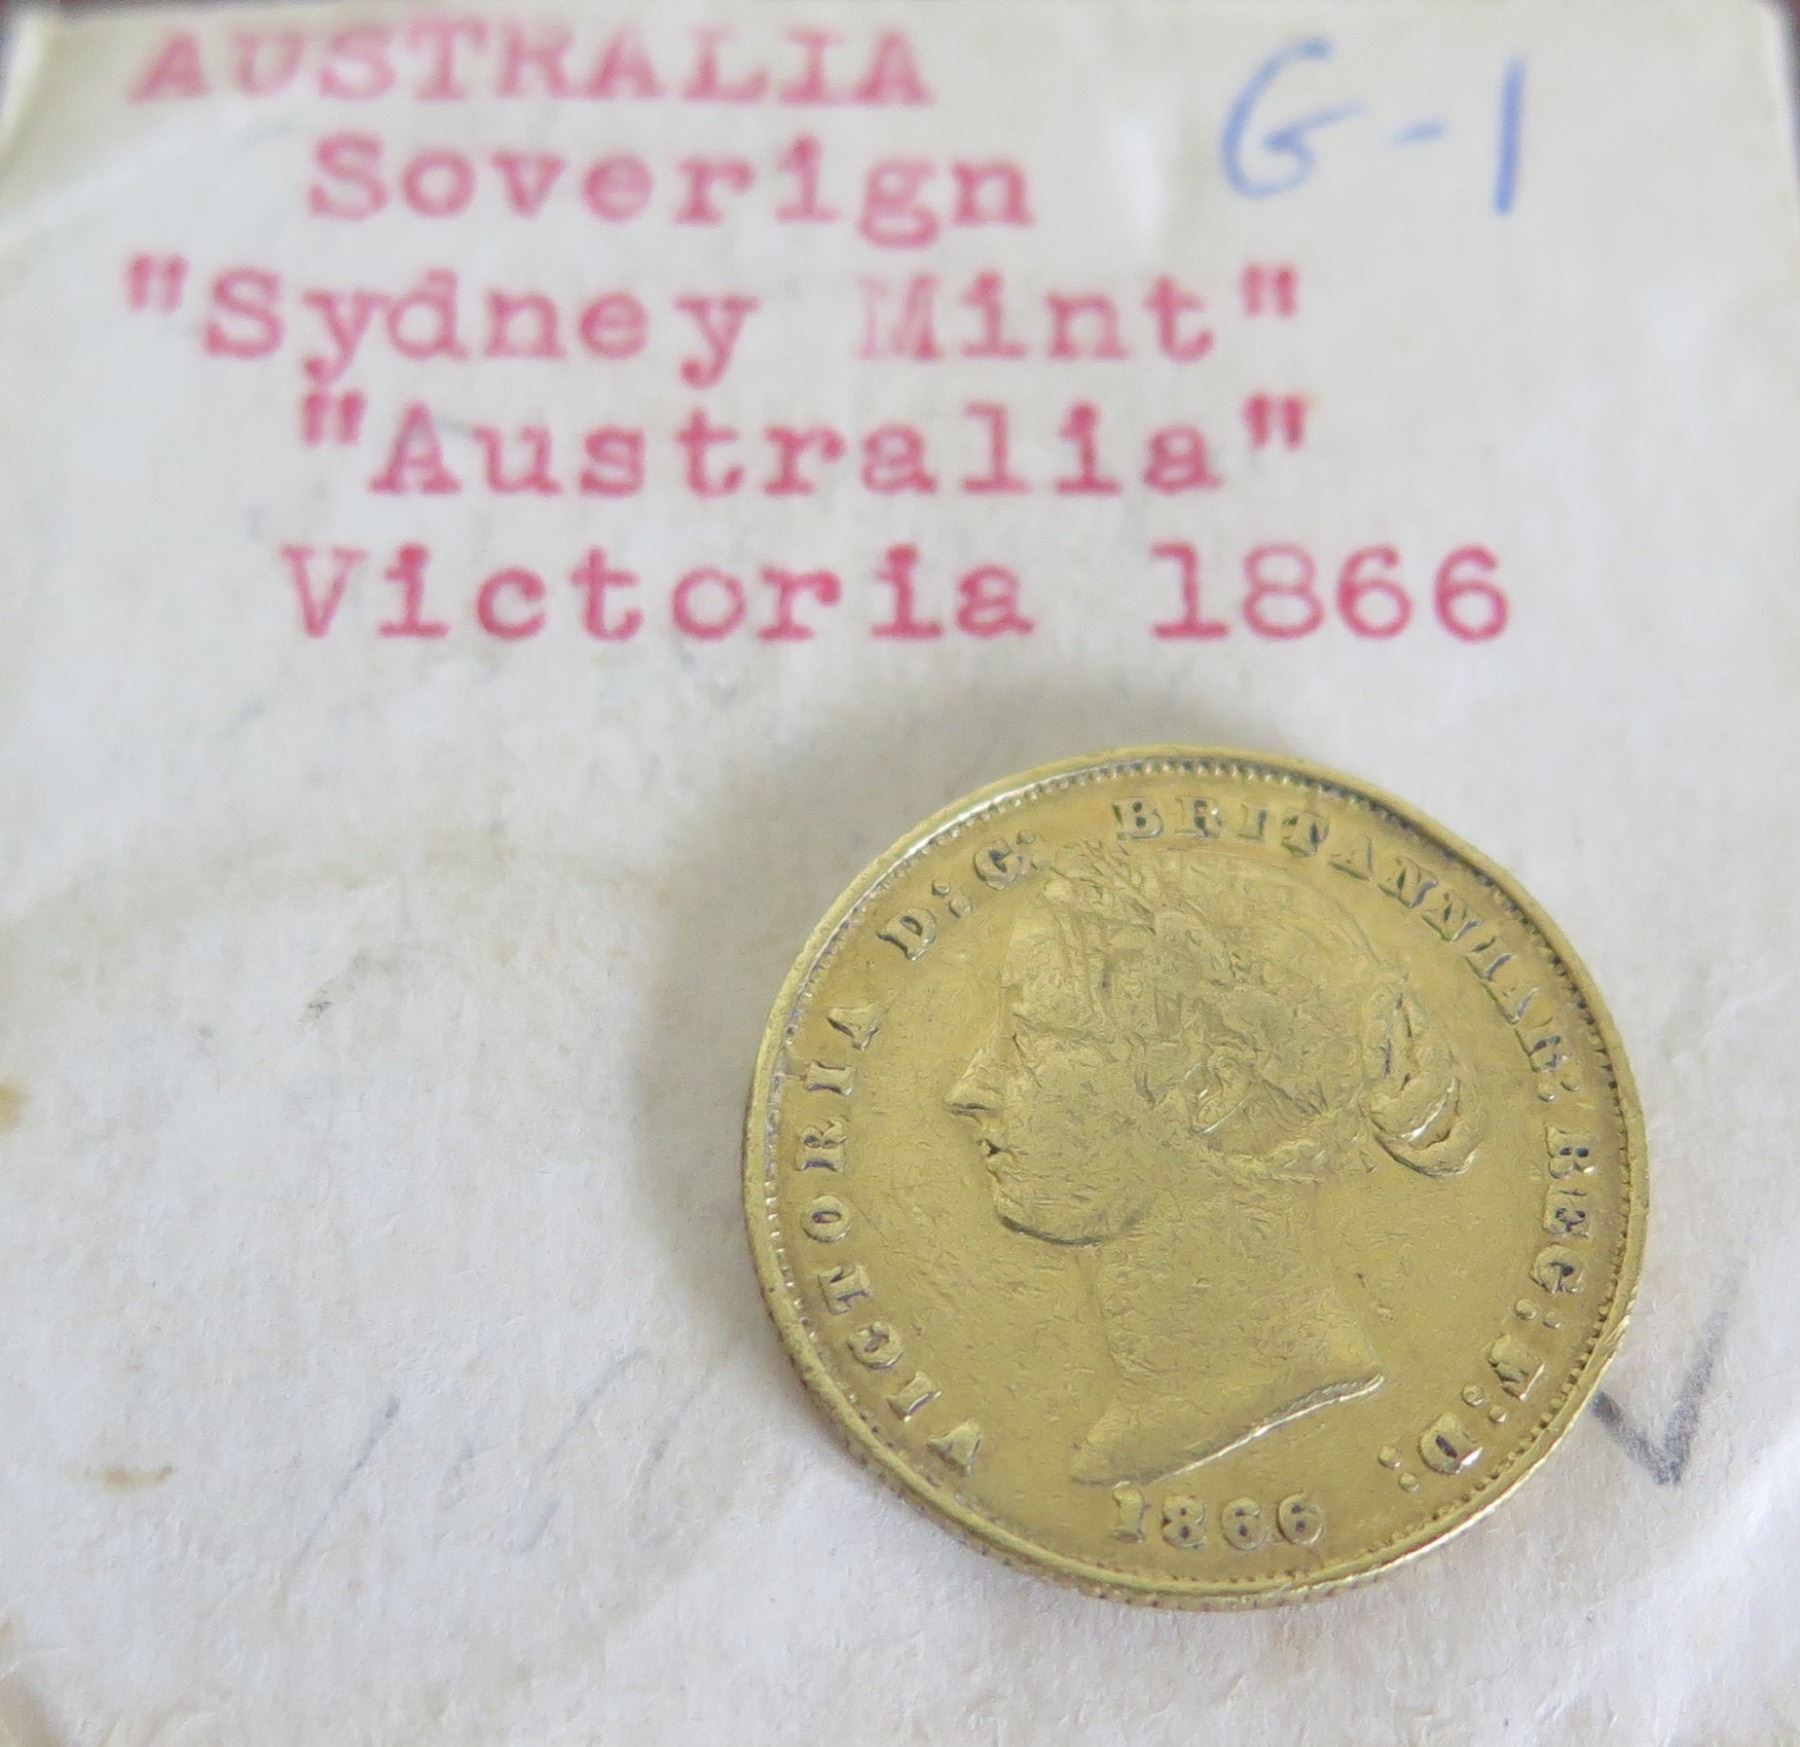 AUSTRALIA
G-1
Soverign
"Sydney Mint"
"Australia"
Victoria 1866
VICTORIA D:G: BRITANNIAR: REG: F: D:
1866